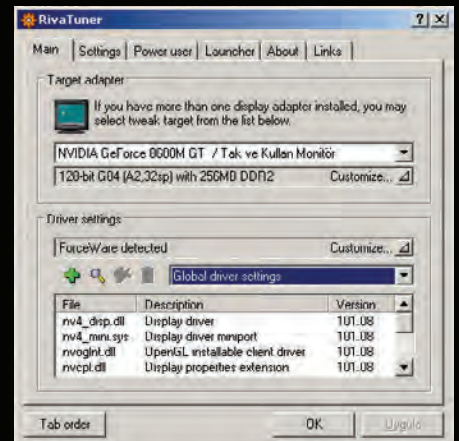 RivaTuner
Main Settings Power user Launcher About Links
Target adapter
If you have more than one display adapter installed, you may
select tweak target from the list below.
NVIDIA GeForce 8600M GT / Tak ve Kullan Monitör
128-bit G84 (A2,32sp) with 256MB DDR2 Customize...
Driver settings
ForceWare detected Customize...
Global driver settings
File Description Version
nv4_disp.dll Display driver 101.08
nv4_mini.sys Display driver miniport 101.08
nvoglnt.dll OpenGL installable client driver 101.08
nvcpl.dll Display properties extension 101.08
Tab order OK Uygula